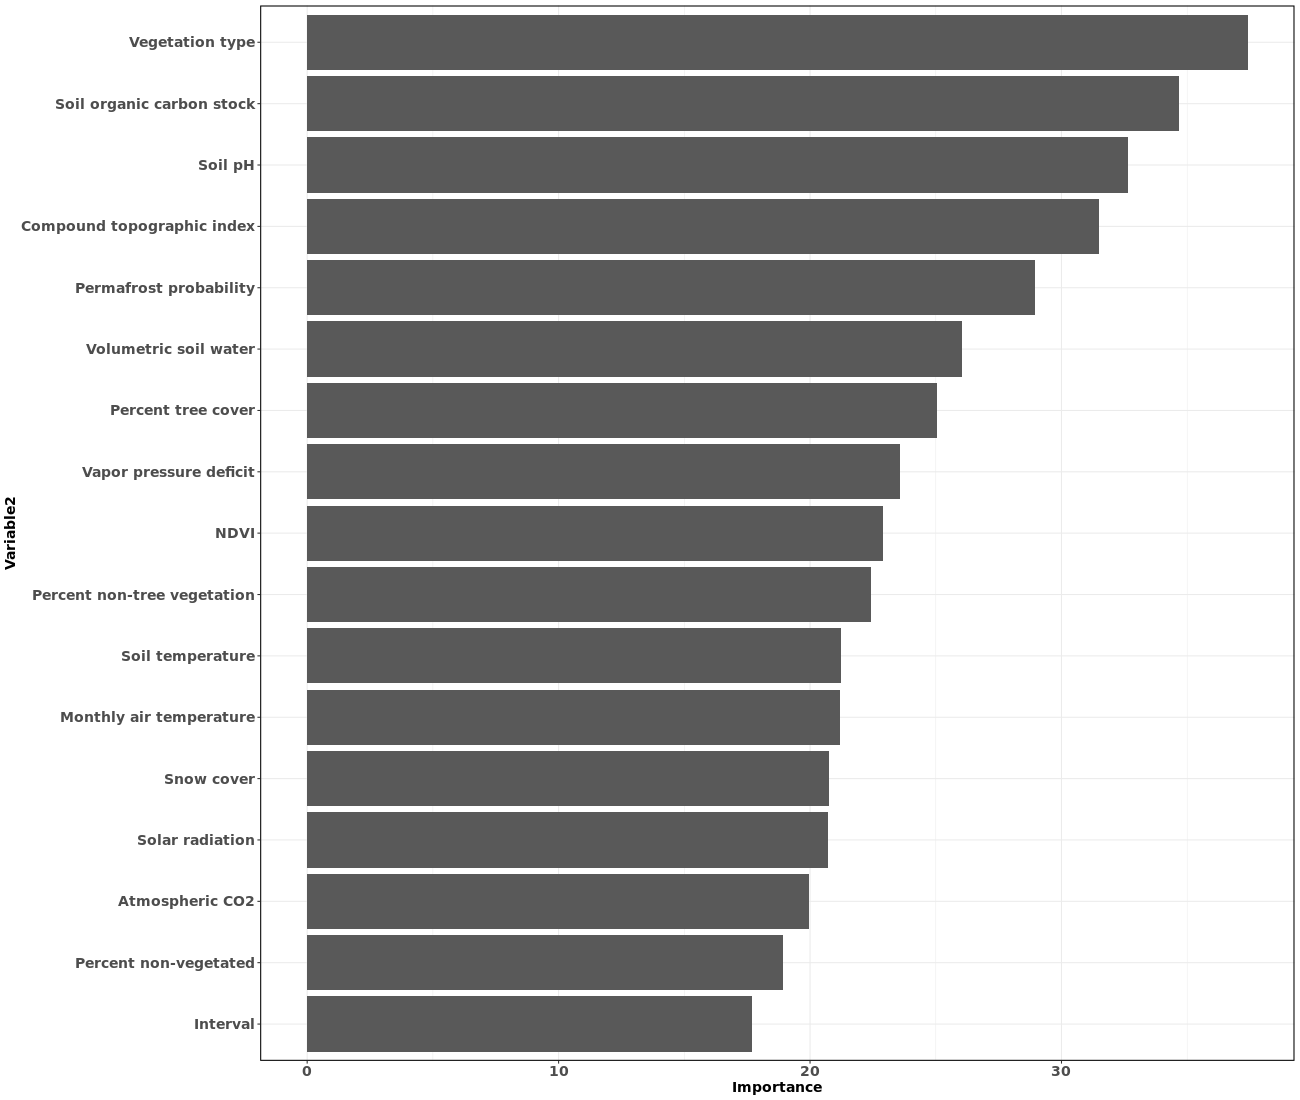 Vegetation type
Soil organic carbon stock
Soil pH
Compound topographic index
Permafrost probability
Volumetric soil water
Percent tree cover
Vapor pressure deficit
NDVI
Percent non-tree vegetation
Soil temperature
Monthly air temperature
Snow cover
Solar radiation
Atmospheric CO2
Percent non-vegetated
Interval
Variable2
0 10 20 30
Importance